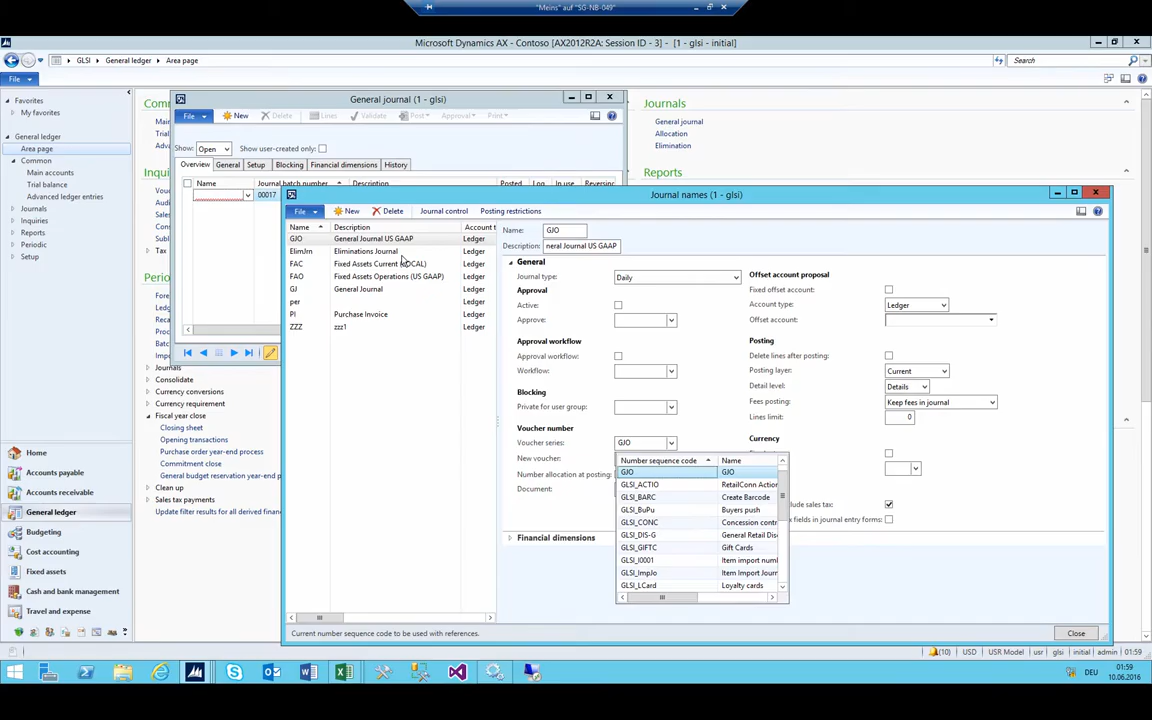 "Meins" auf "SG-NB-049"
Microsoft Dynamics AX - Contoso [AX2012R2A: Session ID - 3] - [1 - glsi - initial]
GLSI
General ledger
Area page
Search
File
Favorites
My favorites
General ledger
Area page
Common
Main accounts
Trial balance
Advanced ledger entries
Journals
Inquiries
Reports
Periodic
Setup
Home
Accounts payable
Accounts receivable
General ledger
Budgeting
Cost accounting
Fixed assets
Cash and bank management
Travel and expense
Journals
Consolidate
Currency conversions
Currency requirement
Fiscal year close
Closing sheet
Opening transactions
Purchase order year-end process
General budget reservation year-end p
Clean up
Sales tax payments
Update filter results for all derived financi
Journals
General journal
Allocation
Elimination
Reports
General journal (1 - glsi)
File
New
Delete
Lines
Validate
Post
Approval
Print
Show:
Open
Show user-created only:
Overview
General
Setup
Blocking
Financial dimensions
History
Name
Journal batch number
Description
Posted
Log
In use
Reversing
00017
Journal names (1 - glsi)
File
New
Delete
Journal control
Posting restrictions
Name
Description
Account t
GJO
General Journal US GAAP
Ledger
ElimJrn
Eliminations Journal
Ledger
FAC
Ledger
FAO
Fixed Assets Operations (US GAAP)
Ledger
GJ
General Journal
Ledger
per
Ledger
PI
Purchase Invoice
Ledger
ZZZ
zzz1
Ledger
Name:
GJO
Description:
neral Journal US GAAP
General
Journal type:
Daily
Approval
Active:
Approve:
Approval workflow
Approval workflow:
Workflow:
Blocking
Private for user group:
Voucher number
Voucher series:
GJO
New voucher:
Number allocation at posting:
Document:
Financial dimensions
Offset account proposal
Fixed offset account:
Account type:
Ledger
Offset account:
Posting
Delete lines after posting:
Posting layer:
Current
Detail level:
Details
Fees posting:
Keep fees in journal
Lines limit:
0
Currency
lude sales tax:
x fields in journal entry forms:
Number sequence code
Name
GJO
GJO
GLSI_ACTIO
RetailConn Action
GLSI_BARC
Create Barcode
GLSI_BuPu
Buyers push
GLSI_CONC
Concession contr
GLSI_DIS-G
General Retail Disc
GLSI_GIFTC
Gift Cards
GLSI_I0001
Item import numb
GLSI_ImpJo
Item Import Journ
GLSI_LCard
Loyalty cards
Current number sequence code to be used with references.
Close
(10)
USD
USR Model
usr
glsi
initial
admin
01:59
DEU
01:59
10.06.2016